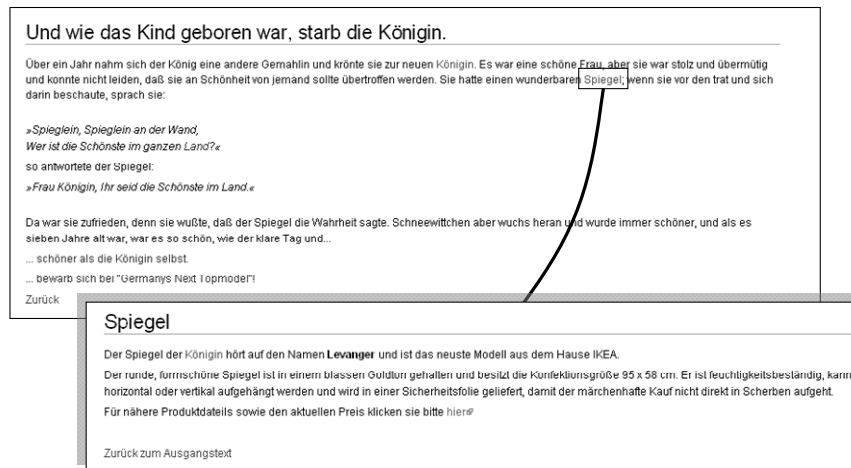 Und wie das Kind geboren war, starb die Königin.
Über ein Jahr nahm sich der König eine andere Gemahlin und krönte sie zur neuen Königin. Es war eine schöne Frau, aber sie war stolz und übermütig
und konnte nicht leiden, daß sie an Schönheit von jemand sollte übertroffen werden. Sie hatte einen wunderbaren Spiegel; wenn sie vor den trat und sich
darin beschaute, sprach sie:
»Spieglein, Spieglein an der Wand,
Wer ist die Schönste im ganzen Land?«
so antwortete der Spiegel:
»Frau Königin, Ihr seid die Schönste im Land.«
Da war sie zufrieden, denn sie wußte, daß der Spiegel die Wahrheit sagte. Schneewittchen aber wuchs heran und wurde immer schöner, und als es
sieben Jahre alt war, war es so schön, wie der klare Tag und...
... schöner als die Königin selbst.
... bewarb sich bei "Germanys Next Topmodel"!
Zurück
Spiegel
Der Spiegel der Königin hört auf den Namen Levanger und ist das neuste Modell aus dem Hause IKEA.
Der runde, formschöne Spiegel ist in einem blassen Goldton gehalten und besitzt die Konfektionsgröße 95 x 58 cm. Er ist feuchtigkeitsbeständig, kann
horizontal oder vertikal aufgehängt werden und wird in einer Sicherheitsfolie geliefert, damit der märchenhafte Kauf nicht direkt in Scherben aufgeht.
Für nähere Produktdateils sowie den aktuellen Preis klicken sie bitte hier
Zurück zum Ausgangstext